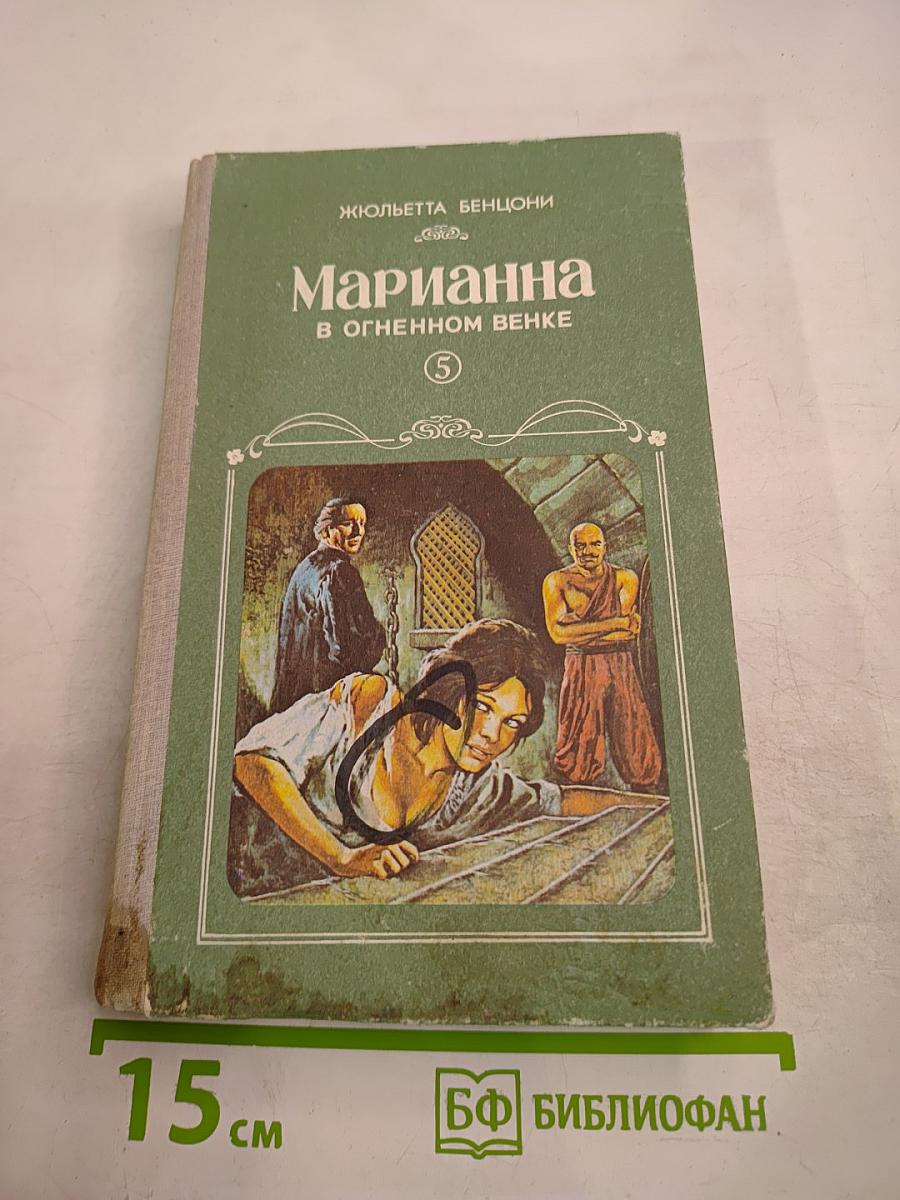 ЖЮЛЬЕТТА БЕНЦОНИ
МАРИАННА
В ОГНЕННОМ ВЕНКЕ
5
15 см
БФ БИБЛИОФАН